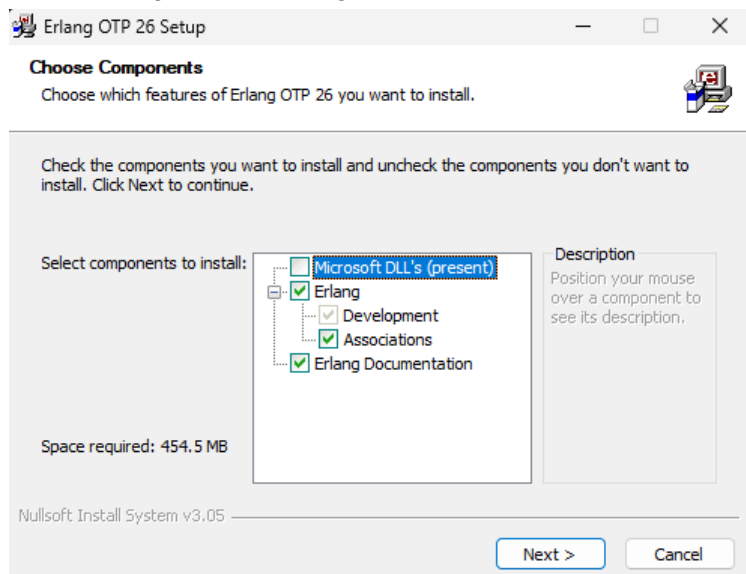 Erlang OTP 26 Setup
Choose Components
Choose which features of Erlang OTP 26 you want to install.
Check the components you want to install and uncheck the components you don't want to
install. Click Next to continue.
Select components to install:
Microsoft DLL's (present)
Erlang
Development
Associations
Erlang Documentation
Description
Position your mouse
over a component to
see its description.
Space required: 454.5 MB
Nullsoft Install System v3.05
Next >
Cancel